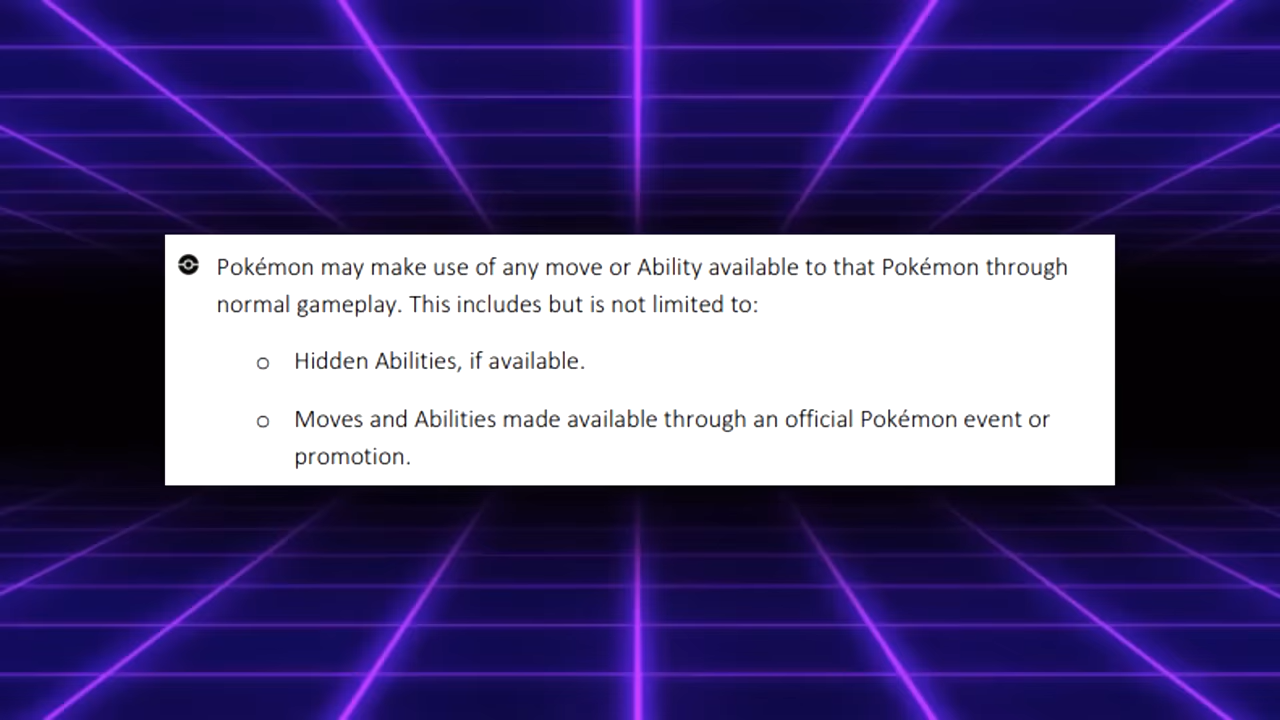 Pokémon may make use of any move or Ability available to that Pokémon through
normal gameplay. This includes but is not limited to:
Hidden Abilities, if available.
Moves and Abilities made available through an official Pokémon event or
promotion.